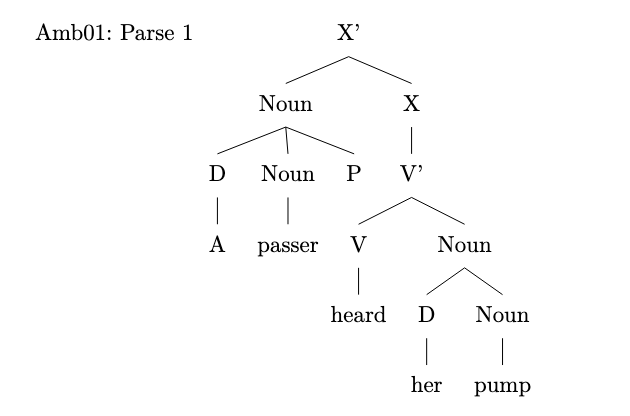 Amb01: Parse 1 X'
Noun X
D Noun P V'
A passer V Noun
heard D Noun
her pump